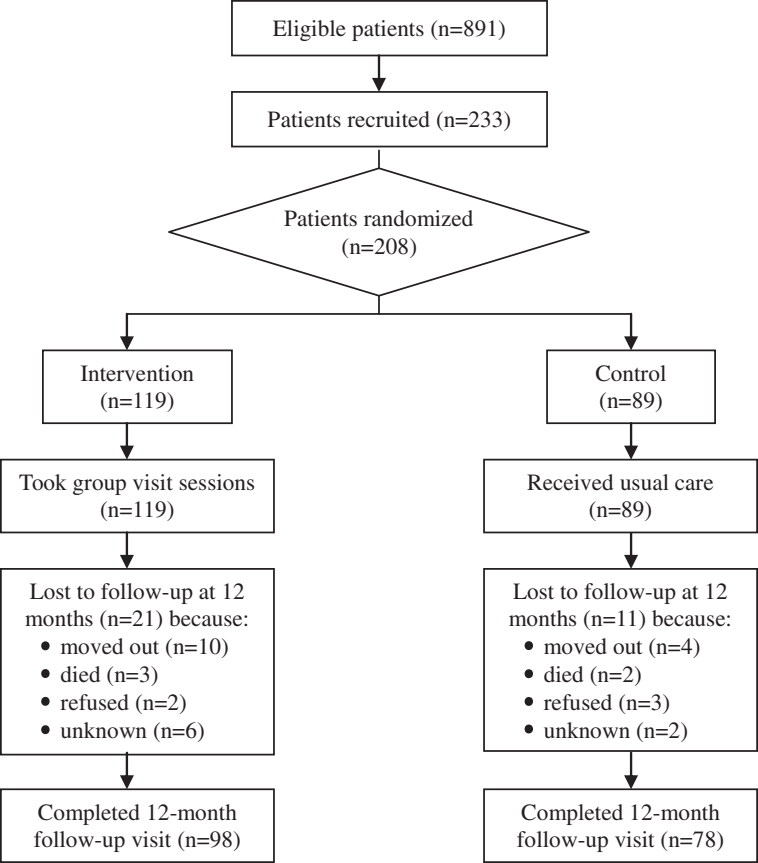 Eligible patients (n=891)
Patients recruited (n=233)
Patients randomized
(n=208)
Intervention
(n=119)
Took group visit sessions
(n=119)
Lost to follow-up at 12
months (n=21) because:
• moved out (n=10)
• died (n=3)
• refused (n=2)
• unknown (n=6)
Completed 12-month
follow-up visit (n=98)
Control
(n=89)
Received usual care
(n=89)
Lost to follow-up at 12
months (n=11) because:
• moved out (n=4)
• died (n=2)
• refused (n=3)
• unknown (n=2)
Completed 12-month
follow-up visit (n=78)